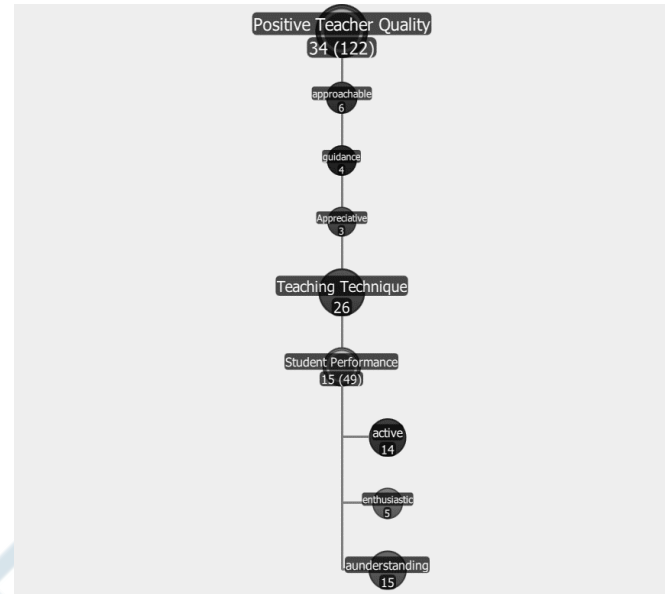 Positive Teacher Quality
34 (122)
approachable
6
guidance
4
Appreciative
3
Teaching Technique
26
Student Performance
15 (49)
active
14
enthusiastic
5
aunderstanding
15